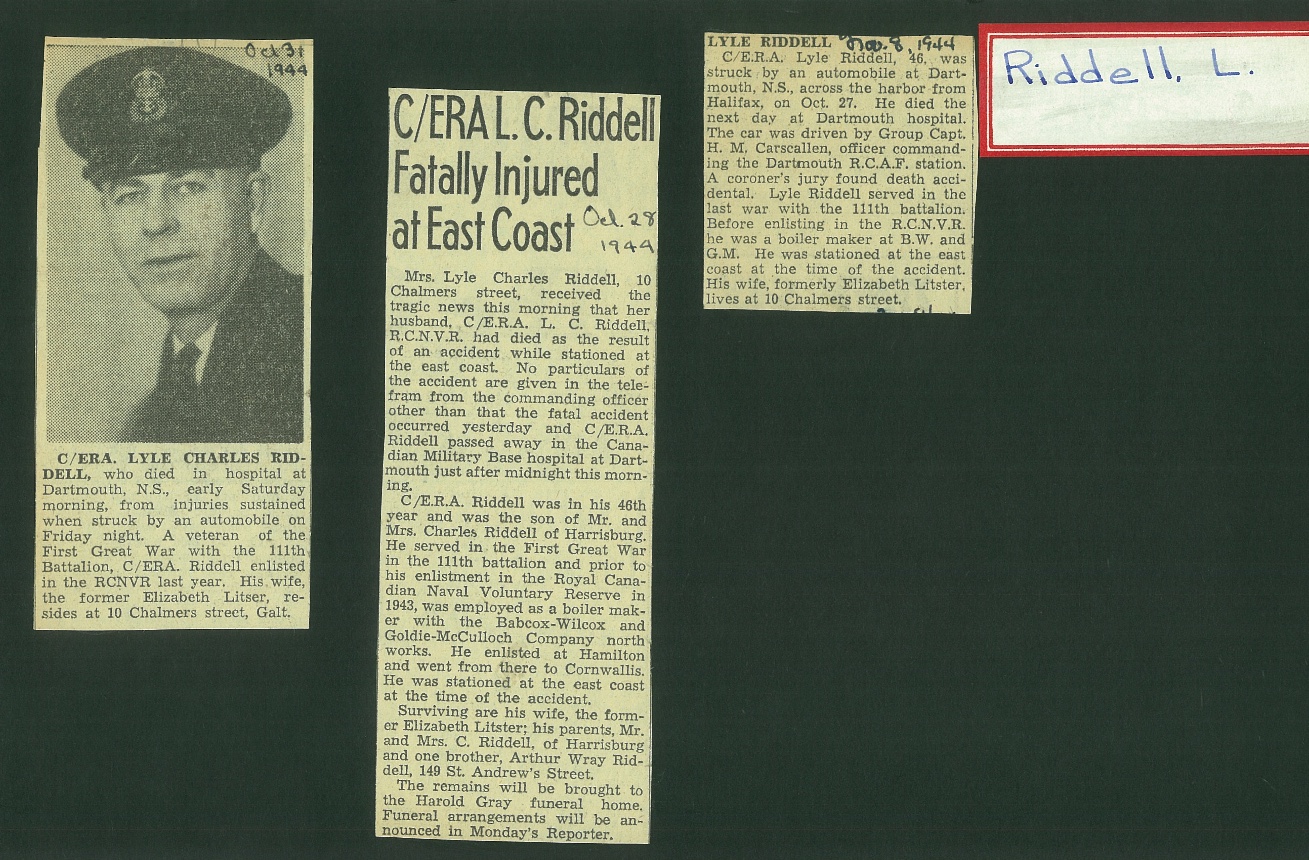 Oct 31
1944
C/ERA. LYLE CHARLES RID-
DELL, who died in hospital at
Dartmouth, N.S., early Saturday
morning, from injuries sustained
when struck by an automobile on
Friday night. A veteran of the
First Great War with the 111th
Battalion, C/ERA. Riddell enlisted
in the RCNVR last year. His wife,
the former Elizabeth Litser, re-
sides at 10 Chalmers street, Galt.
C/ERA L. C. Riddell
Fatally Injured
at East Coast
Oct. 28
1944
Mrs. Lyle Charles Riddell, 10
Chalmers street, received the
tragic news this morning that her
husband, C/E.R.A. L. C. Riddell,
R.C.N.V.R. had died as the result
of an accident while stationed at
the east coast. No particulars of
the accident are given in the tele-
fram from the commanding officer
other than that the fatal accident
occurred yesterday and C/E.R.A.
Riddell passed away in the Cana-
dian Military Base hospital at Dart-
mouth just after midnight this morn-
ing.
C/E.R.A. Riddell was in his 46th
year and was the son of Mr. and
Mrs. Charles Riddell of Harrisburg.
He served in the First Great War
in the 111th battalion and prior to
his enlistment in the Royal Cana-
dian Naval Voluntary Reserve in
1943, was employed as a boiler mak-
er with the Babcox-Wilcox and
Goldie-McCulloch Company north
works. He enlisted at Hamilton
and went from there to Cornwallis.
He was stationed at the east coast
at the time of the accident.
Surviving are his wife, the form-
er Elizabeth Litster; his parents, Mr.
and Mrs. C. Riddell, of Harrisburg
and one brother, Arthur Wray Rid-
dell, 149 St. Andrew's Street.
The remains will be brought to
the Harold Gray funeral home.
Funeral arrangements will be an-
nounced in Monday's Reporter.
LYLE RIDDELL Nov. 8, 1944
C/E.R.A. Lyle Riddell, 46, was
struck by an automobile at Dart-
mouth, N.S., across the harbor from
Halifax, on Oct. 27. He died the
next day at Dartmouth hospital.
The car was driven by Group Capt.
H. M. Carscallen, officer command-
ing the Dartmouth R.C.A.F. station.
A coroner's jury found death acci-
dental. Lyle Riddell served in the
last war with the 111th battalion.
Before enlisting in the R.C.N.V.R.
he was a boiler maker at B.W. and
G.M. He was stationed at the east
coast at the time of the accident.
His wife, formerly Elizabeth Litster,
lives at 10 Chalmers street.
Riddell, L.